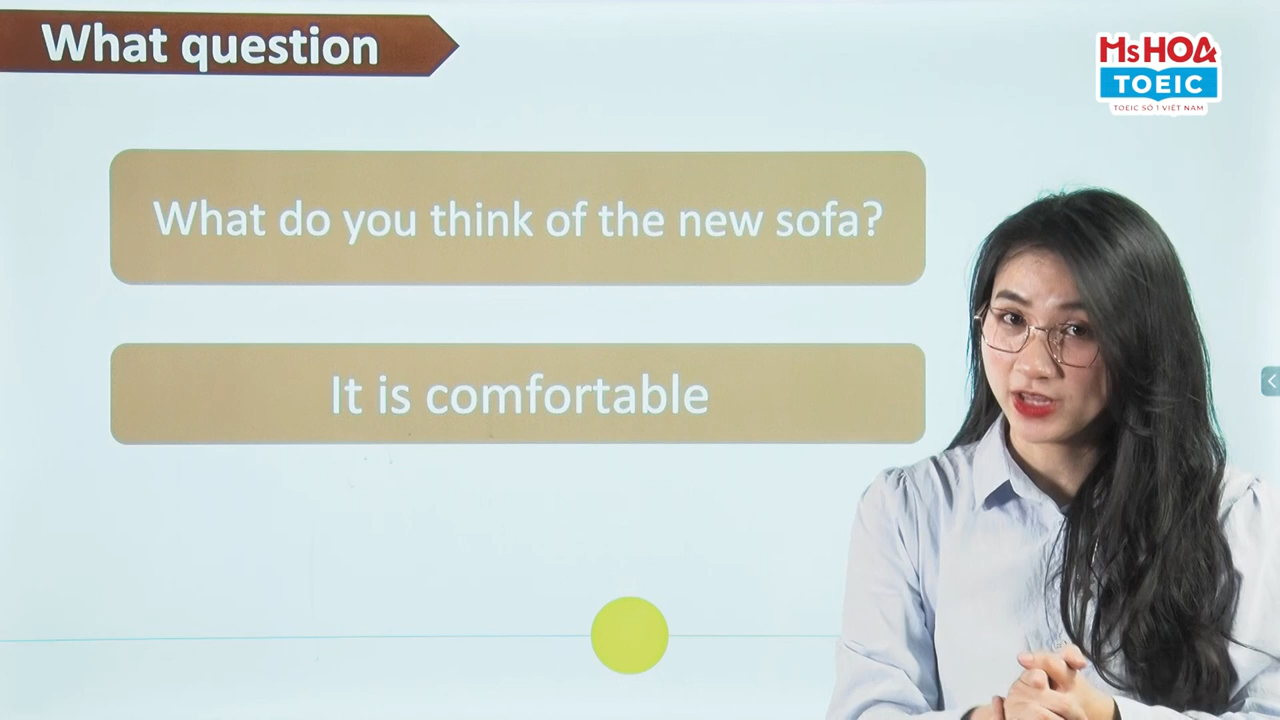 What question
MsHOA
TOEIC
TOEIC SỐ 1 VIỆT NAM
What do you think of the new sofa?
It is comfortable